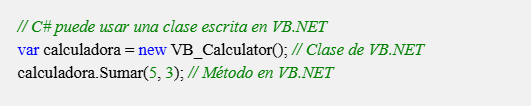 // C# puede usar una clase escrita en VB.NET
var calculadora = new VB_Calculator(); // Clase de VB.NET
calculadora.Sumar(5, 3); // Método en VB.NET